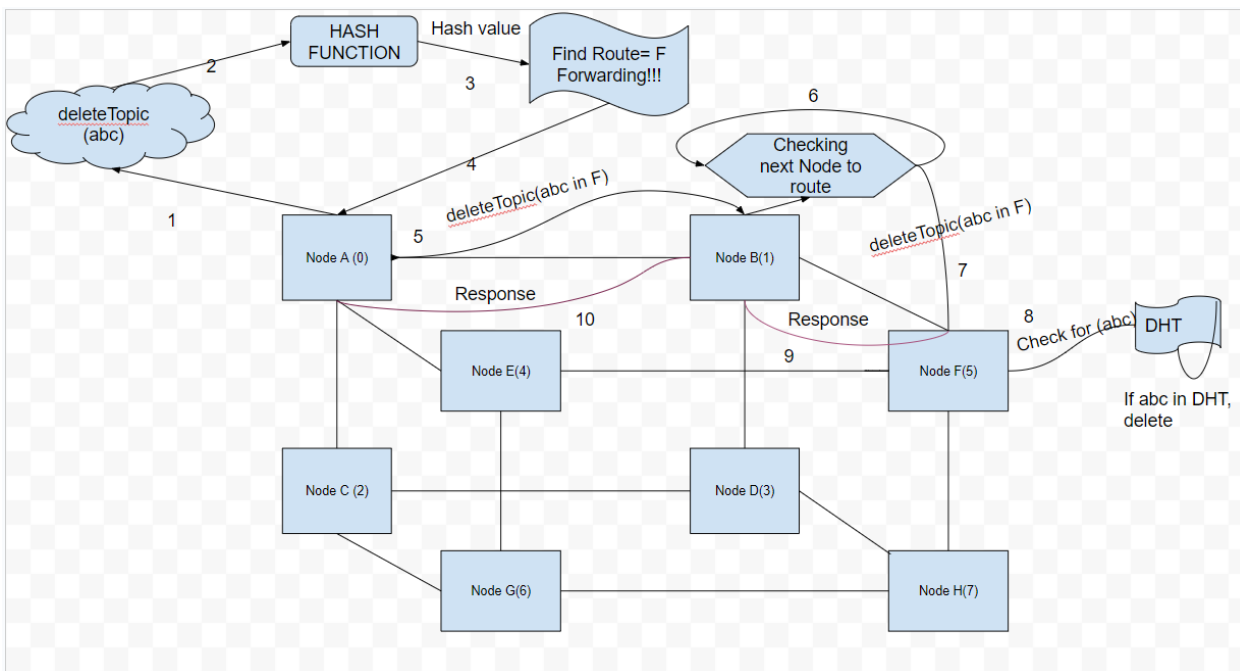 HASH
FUNCTION
Hash value
Find Route= F
Forwarding!!!
2
3
deleteTopic
(abc)
6
Checking
next Node to
route
4
deleteTopic(abc in F)
1
5
deleteTopic(abc in F)
Node A (0)
Node B(1)
7
Response
10
Response
8
Check for (abc)
DHT
9
Node E(4)
Node F(5)
If abc in DHT,
delete
Node C (2)
Node D(3)
Node G(6)
Node H(7)